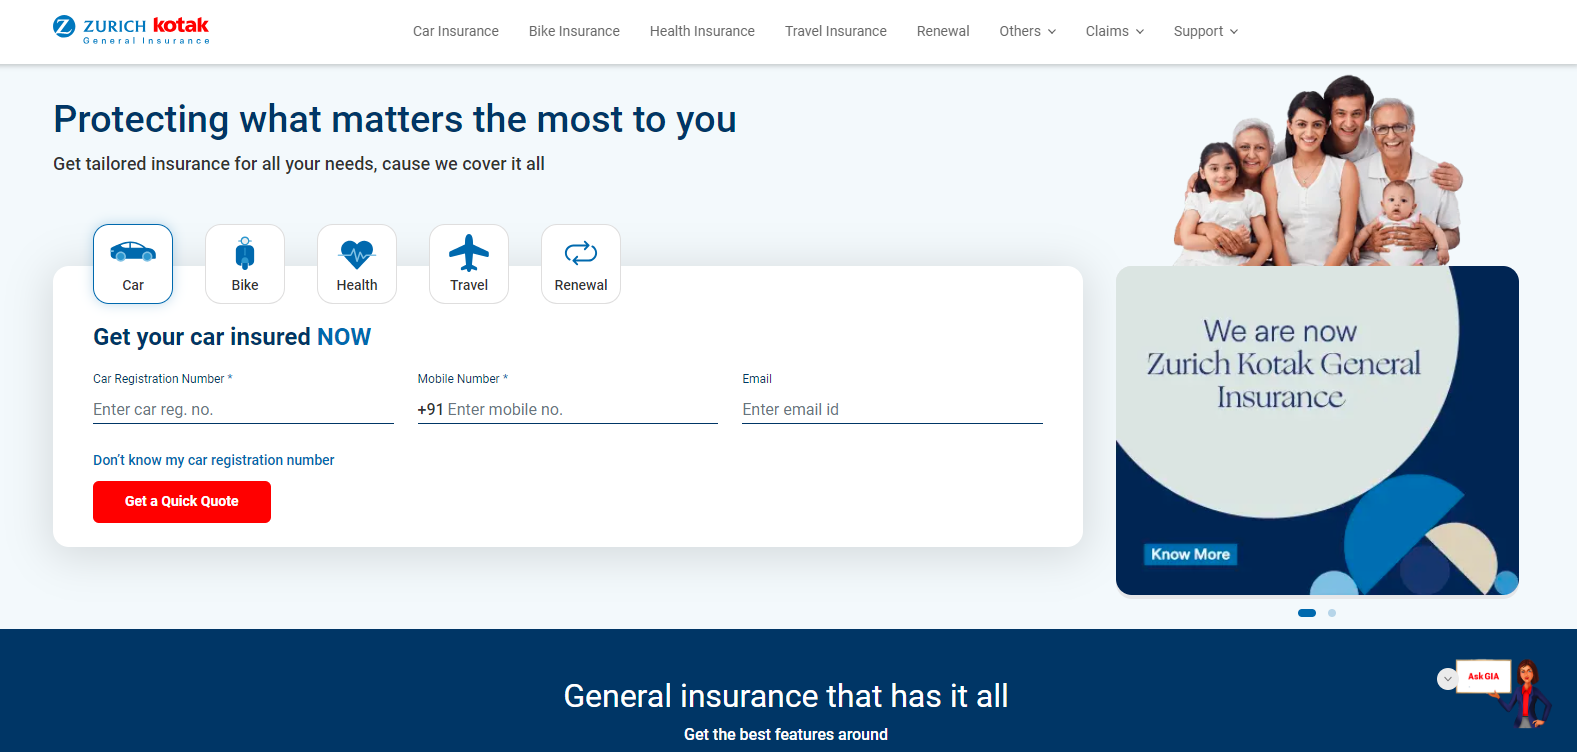 ZURICH kotak
General Insurance
Car Insurance
Bike Insurance
Health Insurance
Travel Insurance
Renewal
Others
Claims
Support
Protecting what matters the most to you
Get tailored insurance for all your needs, cause we cover it all
Car
Bike
Health
Travel
Renewal
Get your car insured NOW
Car Registration Number *
Mobile Number *
Email
Enter car reg. no.
+91 Enter mobile no.
Enter email id
Don't know my car registration number
Get a Quick Quote
We are now
Zurich Kotak General
Insurance
Know More
General insurance that has it all
Get the best features around
Ask GIA